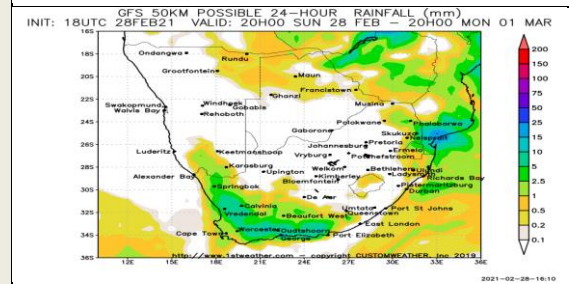 GFS 50KM POSSIBLE 24-HOUR RAINFALL (mm)
INIT: 18UTC 28FEB21 VALID: 20H00 SUN 28 FEB - 20H00 MON 01 MAR
16S
18S
20S
22S
24S
26S
28S
30S
32S
34S
36S
Ondangwa
Rundu
Grootfontein
Maun
Francistown
Ghanzi
Musina
Swakopmund
Windhoek
Gobabis
Walvis Bay
Rehoboth
Polokwane
Phalaborwa
Gaborone
Skukuza
Nelspruit
Pretoria
Johannesburg
Ermelo
Luderitz
Keetmanshoop
Vryburg
Potchefstroom
Karasburg
Welkom
Bethlehem
Ulundi
Alexander Bay
Upington
Kimberley
Ladysmith
Richards Bay
Bloemfontein
Springbok
Pietermaritzburg
Durban
De Aar
Calvinia
Umtata
Port St Johns
Vredendal
Beaufort West
Queenstown
East London
Cape Town
Worcester
Oudtshoorn
George
Port Elizabeth
http://www.1stweather.com - copyright CUSTOMWEATHER, Inc 2019
12E 15E 18E 21E 24E 27E 30E 33E 36E
200
150
100
75
50
25
15
10
5
2.5
1
0.5
0.2
0.1
2021-02-28-16:10